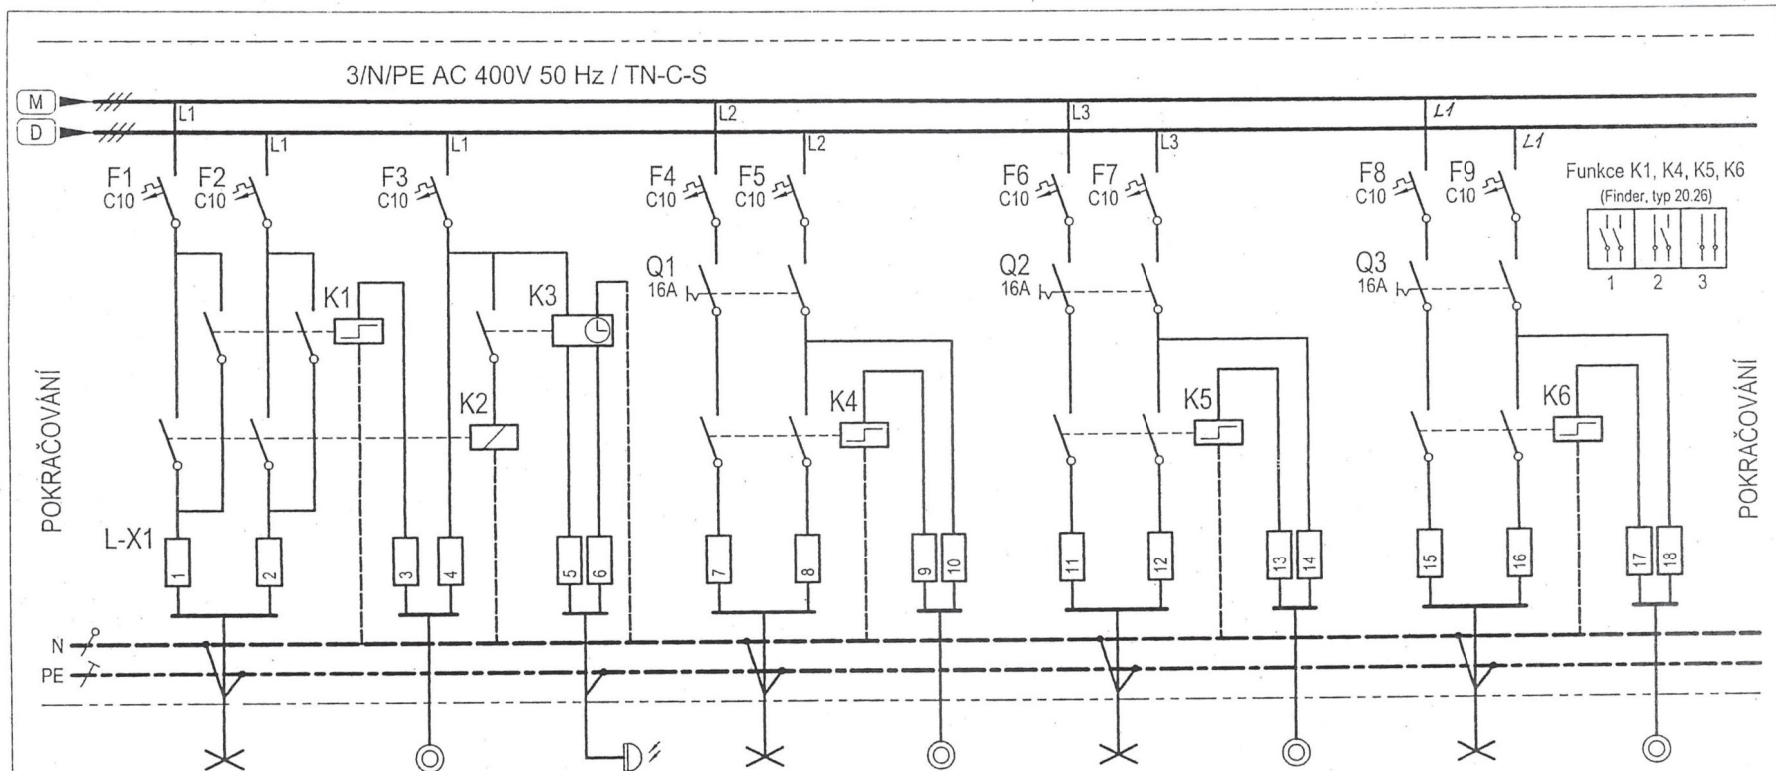 3/N/PE AC 400V 50 Hz / TN-C-S
M
D
L1 L2 L3 L1
L1 L1 L2 L3 L1
F1 C10
F2 C10
F3 C10
F4 C10
F5 C10
F6 C10
F7 C10
F8 C10
F9 C10
Funkce K1, K4, K5, K6
(Finder, typ 20.26)
1 2 3
Q1 16A
Q2 16A
Q3 16A
K1
K3
K2
K4
K5
K6
POKRAČOVÁNÍ
POKRAČOVÁNÍ
L-X1
1 2 3 4 5 6 7 8 9 10 11 12 13 14 15 16 17 18
N
PE